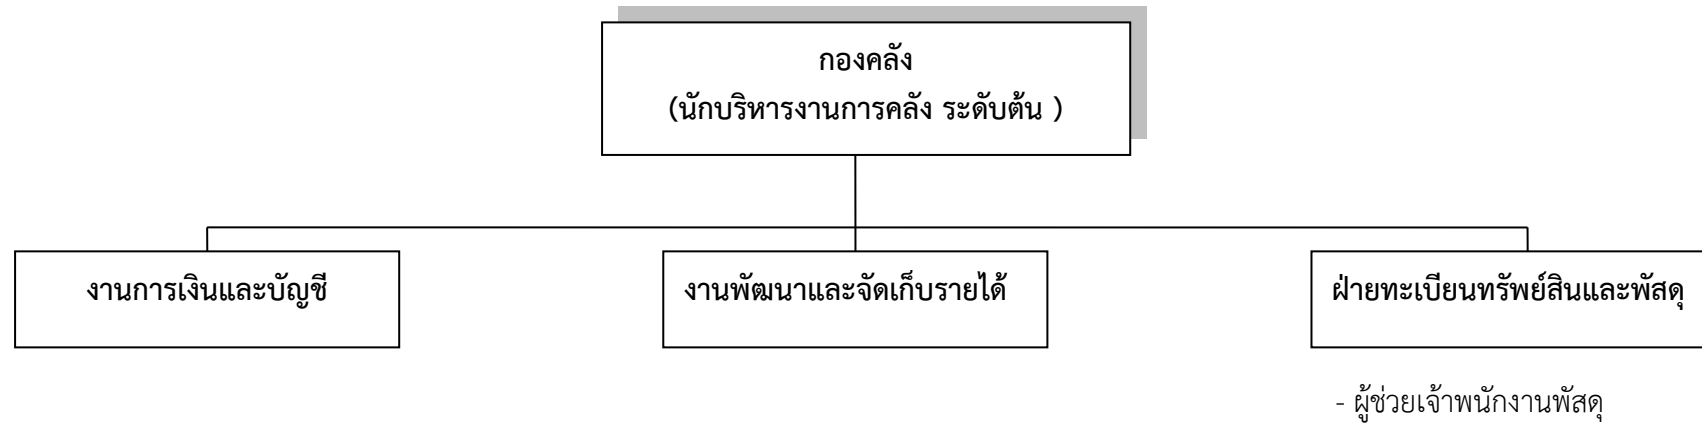 กองคลัง
(นักบริหารงานการคลัง ระดับต้น )
งานการเงินและบัญชี
งานพัฒนาและจัดเก็บรายได้
ฝ่ายทะเบียนทรัพย์สินและพัสดุ
- ผู้ช่วยเจ้าพนักงานพัสดุ